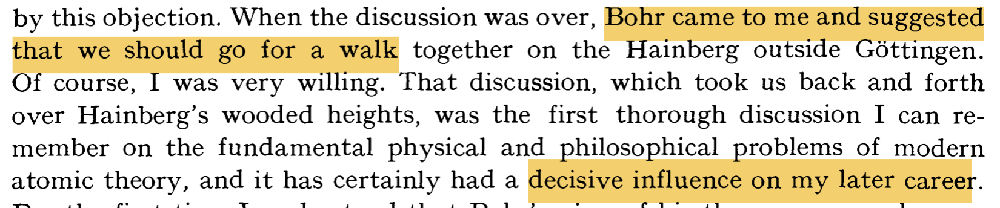 by this objection. When the discussion was over, Bohr came to me and suggested
that we should go for a walk together on the Hainberg outside Göttingen.
Of course, I was very willing. That discussion, which took us back and forth
over Hainberg’s wooded heights, was the first thorough discussion I can re-
member on the fundamental physical and philosophical problems of modern
atomic theory, and it has certainly had a decisive influence on my later career.